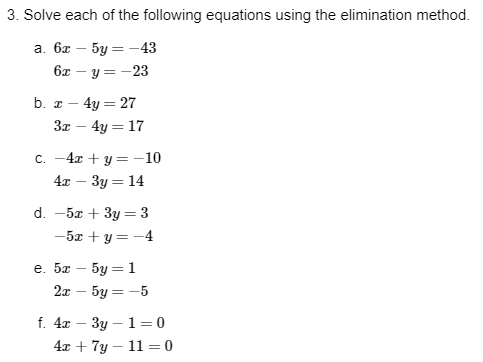 3. Solve each of the following equations using the elimination method.
a. 6x − 5y = −43
6x − y = −23
b. x − 4y = 27
3x − 4y = 17
c. −4x + y = −10
4x − 3y = 14
d. −5x + 3y = 3
−5x + y = −4
e. 5x − 5y = 1
2x − 5y = −5
f. 4x − 3y − 1 = 0
4x + 7y − 11 = 0